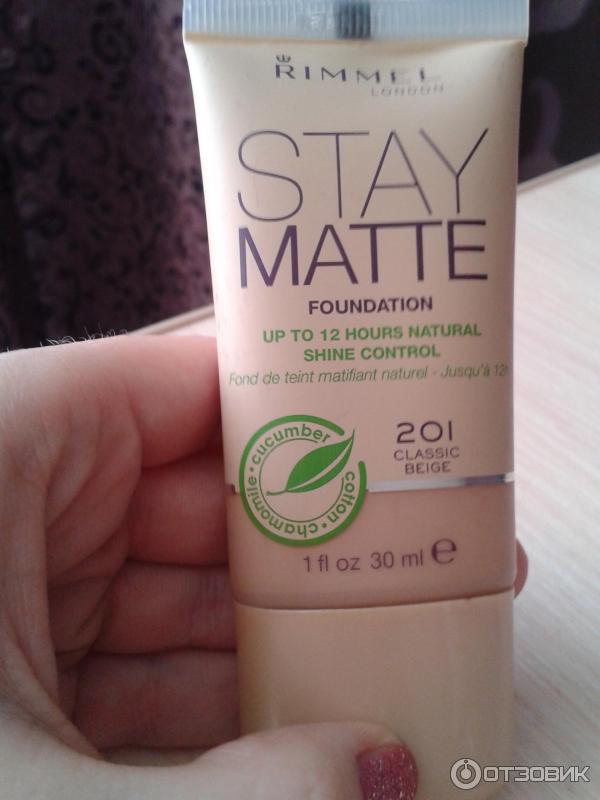 RIMMEL
LONDON
STAY
MATTE
FOUNDATION
UP TO 12 HOURS NATURAL
SHINE CONTROL
Fond de teint matifiant naturel - Jusqu'à 12h
cucumber • cotton • chamomile •
201
CLASSIC
BEIGE
1 fl oz 30 ml e
ОТЗОВИК